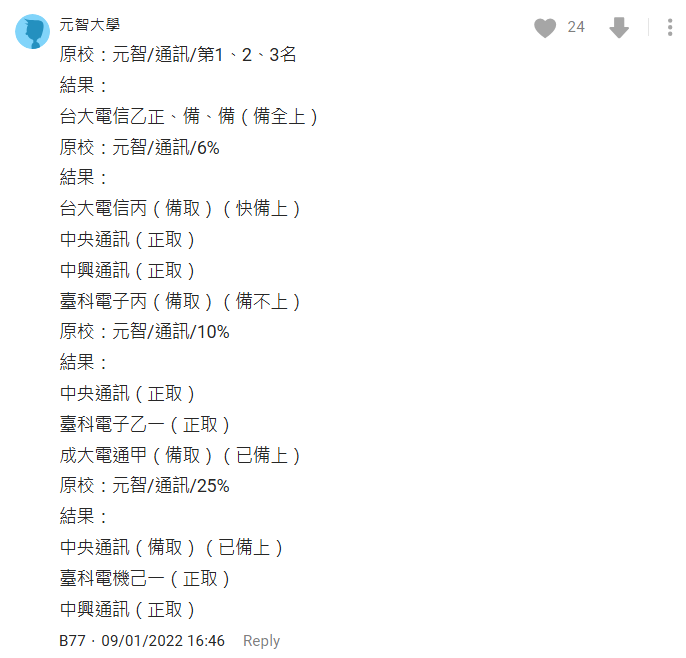 元智大學
24
原校：元智/通訊/第1、2、3名
結果：
台大電信乙正、備、備（備全上）
原校：元智/通訊/6%
結果：
台大電信丙（備取）（快備上）
中央通訊（正取）
中興通訊（正取）
臺科電子丙（備取）（備不上）
原校：元智/通訊/10%
結果：
中央通訊（正取）
臺科電子乙一（正取）
成大電通甲（備取）（已備上）
原校：元智/通訊/25%
結果：
中央通訊（備取）（已備上）
臺科電機己一（正取）
中興通訊（正取）
B77 · 09/01/2022 16:46 Reply